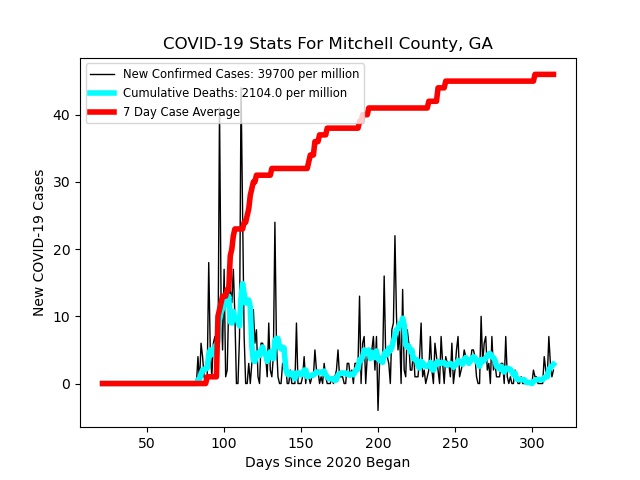 COVID-19 Stats For Mitchell County, GA
New Confirmed Cases: 39700 per million
Cumulative Deaths: 2104.0 per million
7 Day Case Average
New COVID-19 Cases
40
30
20
10
0
50 100 150 200 250 300
Days Since 2020 Began